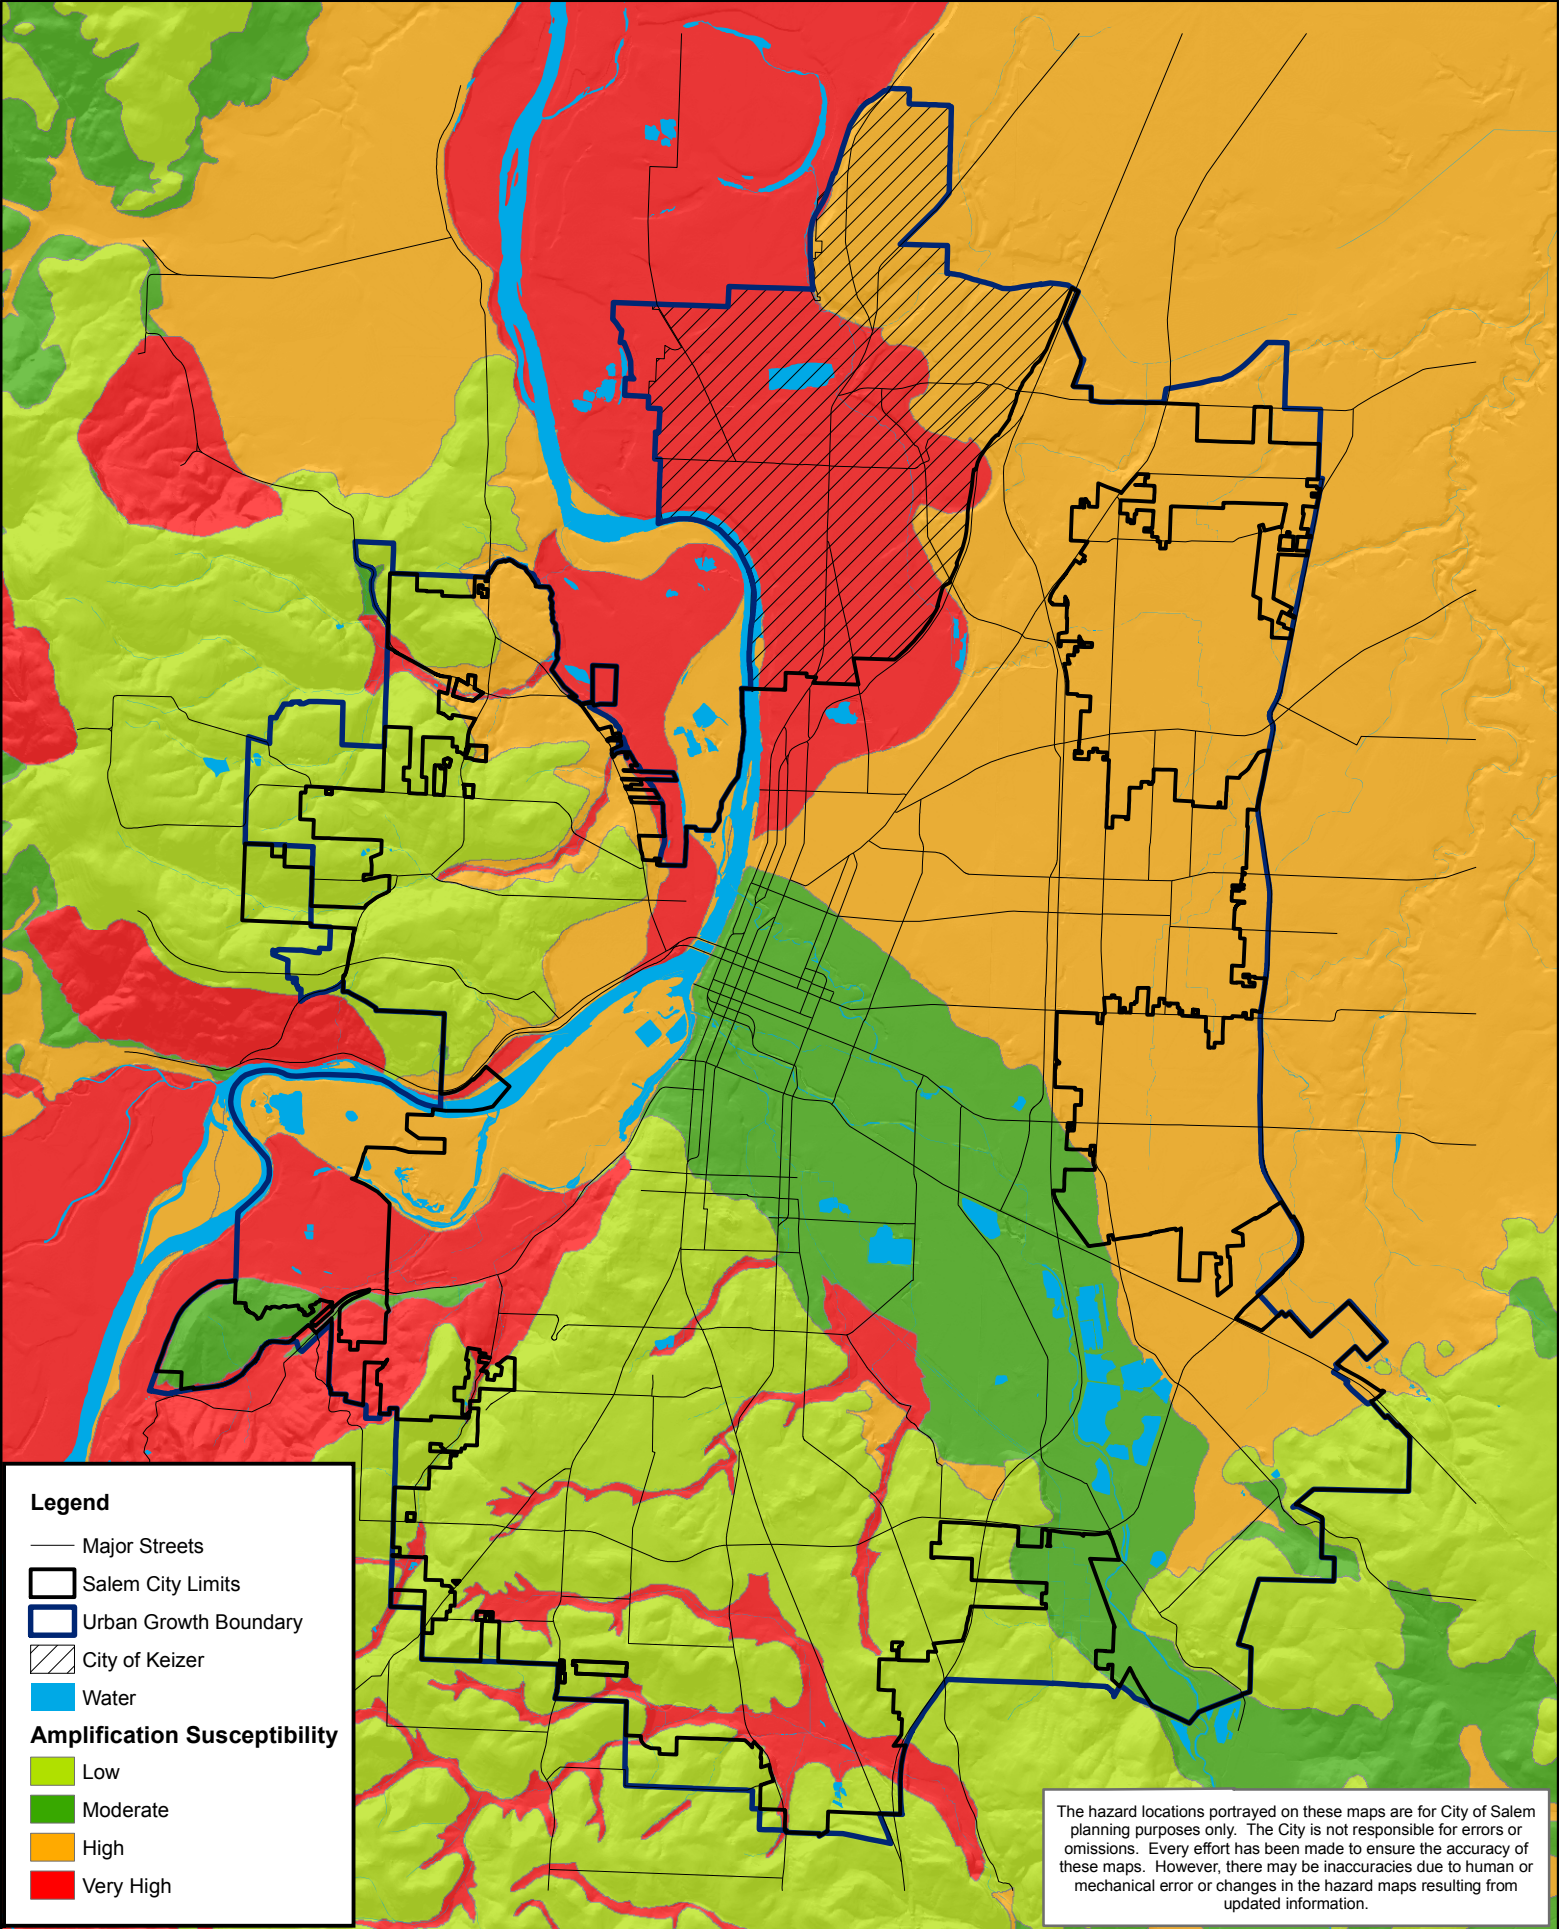 Legend
Major Streets
Salem City Limits
Urban Growth Boundary
City of Keizer
Water
Amplification Susceptibility
Low
Moderate
High
Very High
The hazard locations portrayed on these maps are for City of Salem
planning purposes only.  The City is not responsible for errors or
omissions.  Every effort has been made to ensure the accuracy of
these maps.  However, there may be inaccuracies due to human or
mechanical error or changes in the hazard maps resulting from
updated information.